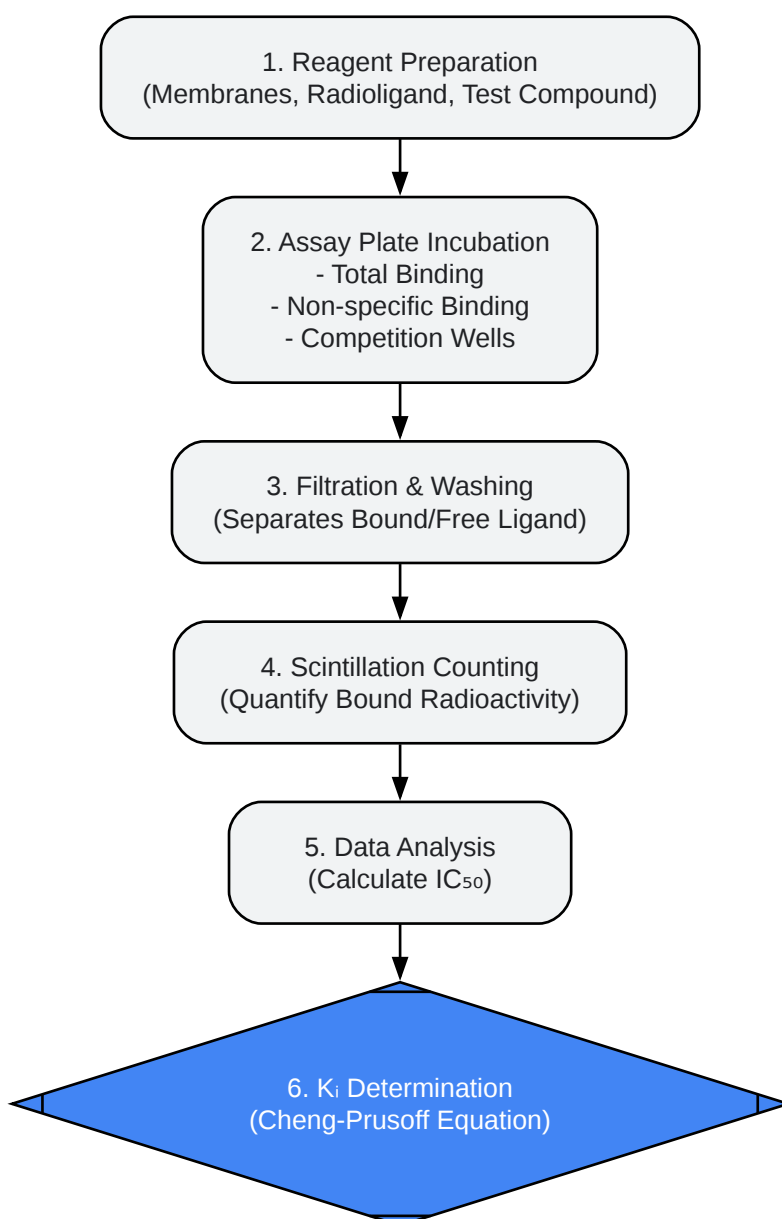 1. Reagent Preparation
(Membranes, Radioligand, Test Compound)
2. Assay Plate Incubation
- Total Binding
- Non-specific Binding
- Competition Wells
3. Filtration & Washing
(Separates Bound/Free Ligand)
4. Scintillation Counting
(Quantify Bound Radioactivity)
5. Data Analysis
(Calculate IC₅₀)
6. Kᵢ Determination
(Cheng-Prusoff Equation)